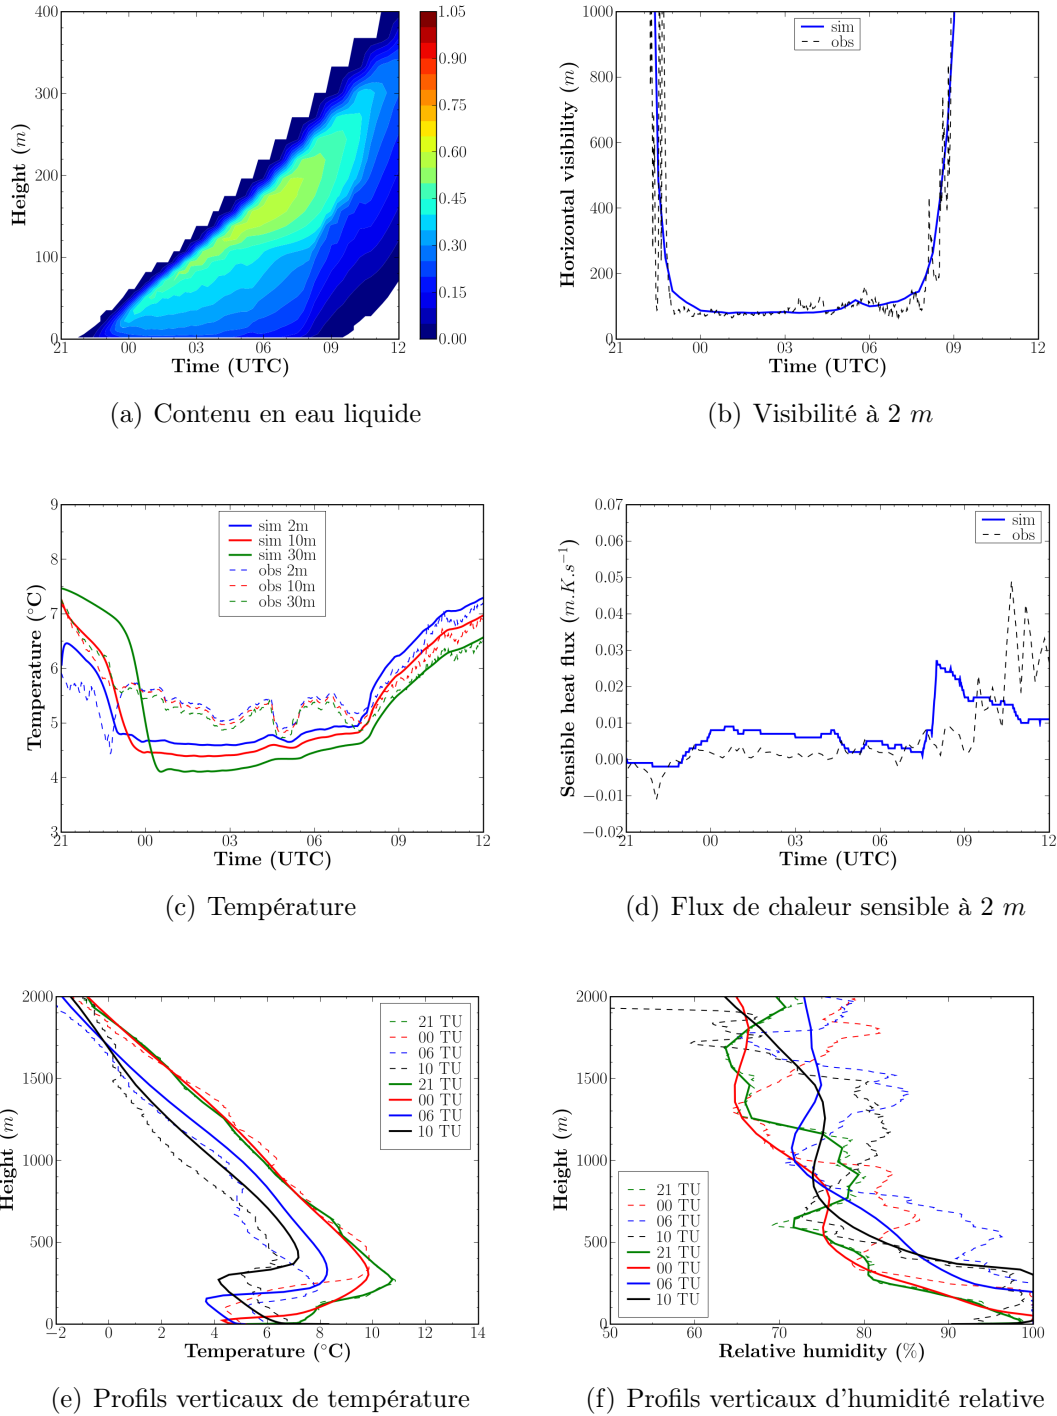 400
300
200
100
0
Height (m)
21 00 03 06 09 12
Time (UTC)
1.05
0.90
0.75
0.60
0.45
0.30
0.15
0.00
(a) Contenu en eau liquide
1000
800
600
400
200
0
Horizontal visibility (m)
sim
obs
21 00 03 06 09 12
Time (UTC)
(b) Visibilité à 2 m
9
8
7
6
5
4
3
Temperature (°C)
sim 2m
sim 10m
sim 30m
obs 2m
obs 10m
obs 30m
21 00 03 06 09 12
Time (UTC)
(c) Température
0.07
0.06
0.05
0.04
0.03
0.02
0.01
0.00
−0.01
−0.02
Sensible heat flux (m.K.s⁻¹)
sim
obs
21 00 03 06 09 12
Time (UTC)
(d) Flux de chaleur sensible à 2 m
2000
1500
1000
500
0
Height (m)
21 TU
00 TU
06 TU
10 TU
21 TU
00 TU
06 TU
10 TU
−2 0 2 4 6 8 10 12 14
Temperature (°C)
(e) Profils verticaux de température
2000
1500
1000
500
0
Height (m)
21 TU
00 TU
06 TU
10 TU
21 TU
00 TU
06 TU
10 TU
50 60 70 80 90 100
Relative humidity (%)
(f) Profils verticaux d'humidité relative